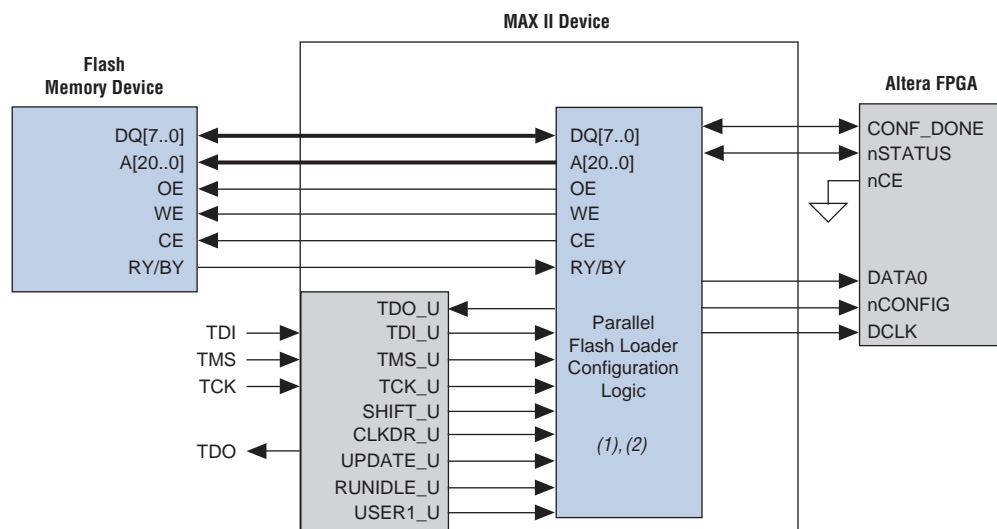 MAX II Device
Flash
Memory Device
Altera FPGA
DQ[7..0]
A[20..0]
OE
WE
CE
RY/BY
DQ[7..0]
A[20..0]
OE
WE
CE
RY/BY
Parallel
Flash Loader
Configuration
Logic
(1), (2)
CONF_DONE
nSTATUS
nCE
DATA0
nCONFIG
DCLK
TDI
TMS
TCK
TDO
TDO_U
TDI_U
TMS_U
TCK_U
SHIFT_U
CLKDR_U
UPDATE_U
RUNIDLE_U
USER1_U